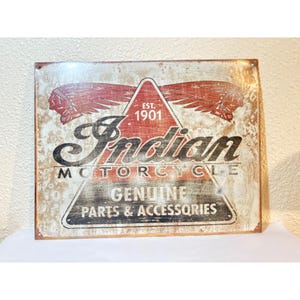 EST.
1901
Indian
MOTORCYCLE
GENUINE
PARTS & ACCESSORIES